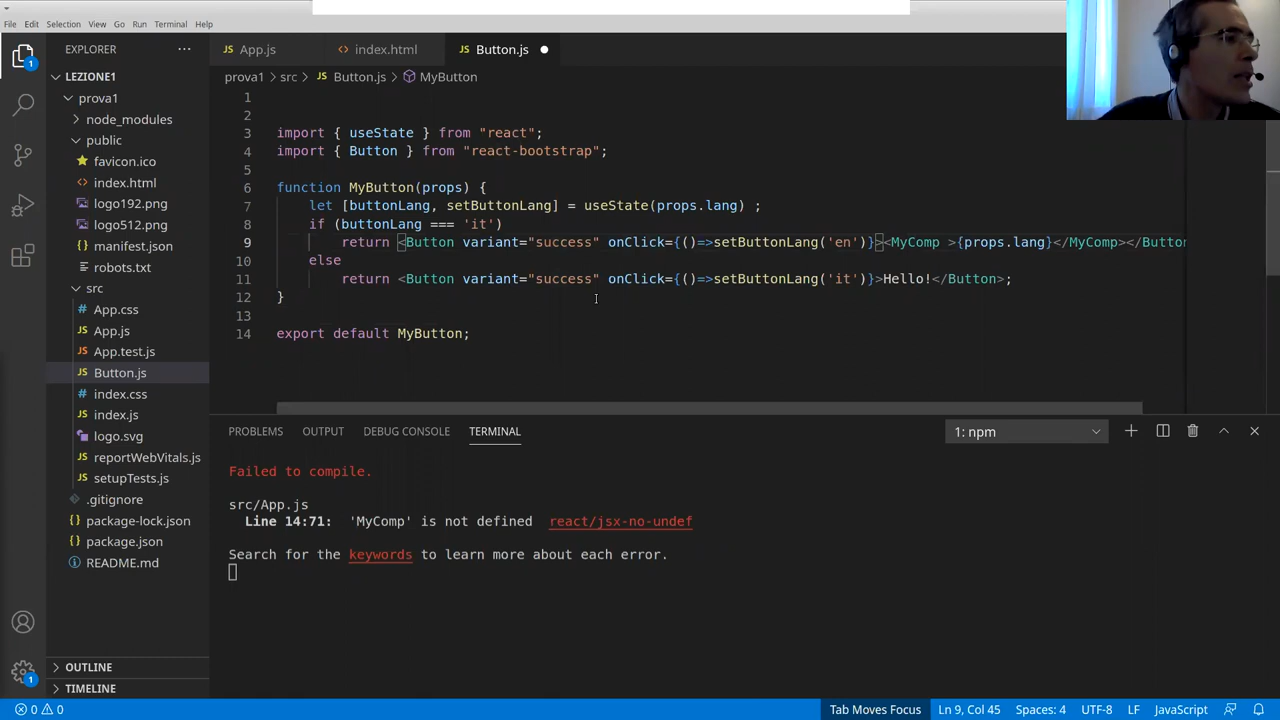 File Edit Selection View Go Run Terminal Help
EXPLORER
LEZIONE1
prova1
node_modules
public
favicon.ico
index.html
logo192.png
logo512.png
manifest.json
robots.txt
src
App.css
App.js
App.test.js
Button.js
index.css
index.js
logo.svg
reportWebVitals.js
setupTests.js
.gitignore
package-lock.json
package.json
README.md
OUTLINE
TIMELINE
1
1
JS App.js index.html JS Button.js
prova1 > src > JS Button.js > MyButton
1
2
3 import { useState } from "react";
4 import { Button } from "react-bootstrap";
5
6 function MyButton(props) {
7 let [buttonLang, setButtonLang] = useState(props.lang) ;
8 if (buttonLang === 'it')
9 return <Button variant="success" onClick={()=>setButtonLang('en')}><MyComp >{props.lang}</MyComp></Button
10 else
11 return <Button variant="success" onClick={()=>setButtonLang('it')}>Hello!</Button>;
12 }
13
14 export default MyButton;
PROBLEMS OUTPUT DEBUG CONSOLE TERMINAL 1: npm
Failed to compile.
src/App.js
Line 14:71: 'MyComp' is not defined react/jsx-no-undef
Search for the keywords to learn more about each error.
0 0 Tab Moves Focus Ln 9, Col 45 Spaces: 4 UTF-8 LF JavaScript